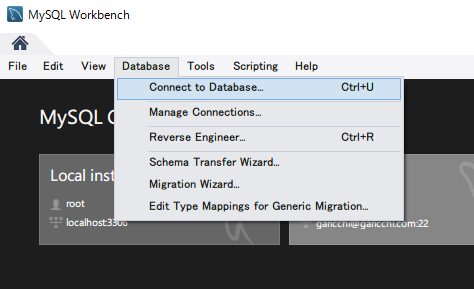 MySQL Workbench
File Edit View Database Tools Scripting Help
Connect to Database... Ctrl+U
Manage Connections...
Reverse Engineer... Ctrl+R
Schema Transfer Wizard...
Migration Wizard...
Edit Type Mappings for Generic Migration...
MySQL
Local inst
root
localhost:3306
gancchi@gancchi.com:22